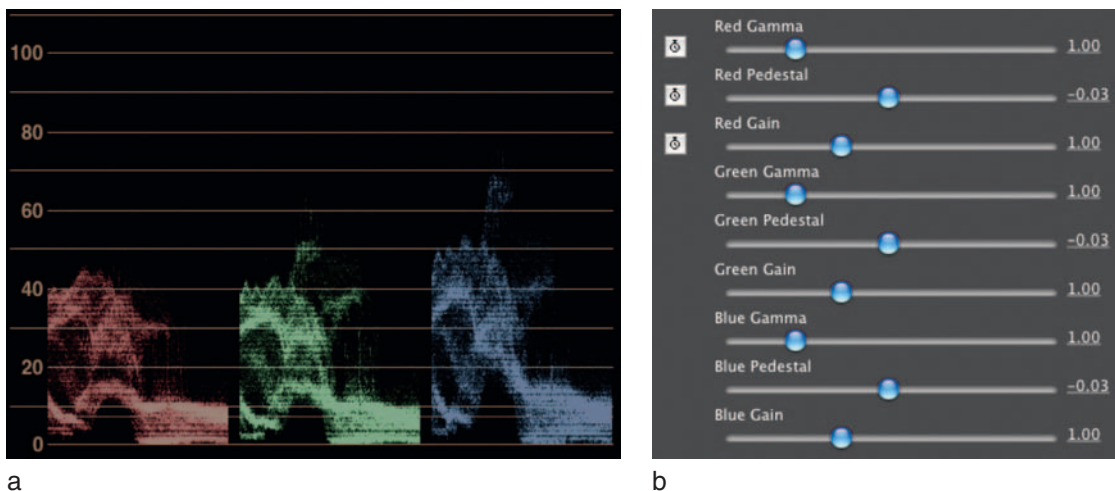 100
80
60
40
20
0
a
Red Gamma
1.00
Red Pedestal
-0.03
Red Gain
1.00
Green Gamma
1.00
Green Pedestal
-0.03
Green Gain
1.00
Blue Gamma
1.00
Blue Pedestal
-0.03
Blue Gain
1.00
b